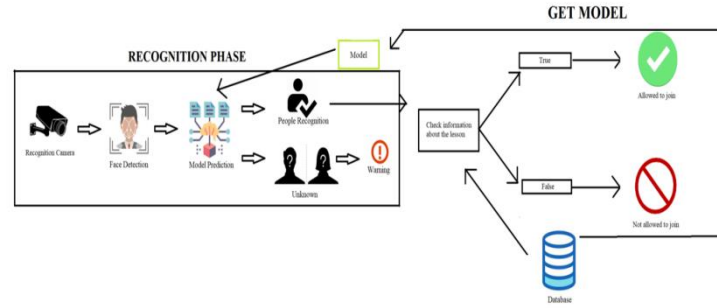 GET MODEL
RECOGNITION PHASE
Model
True
Allowed to join
People Recognition
Check information
about the lesson
Recognition Camera
Face Detection
Model Prediction
Warning
Unknown
False
Not allowed to join
Database